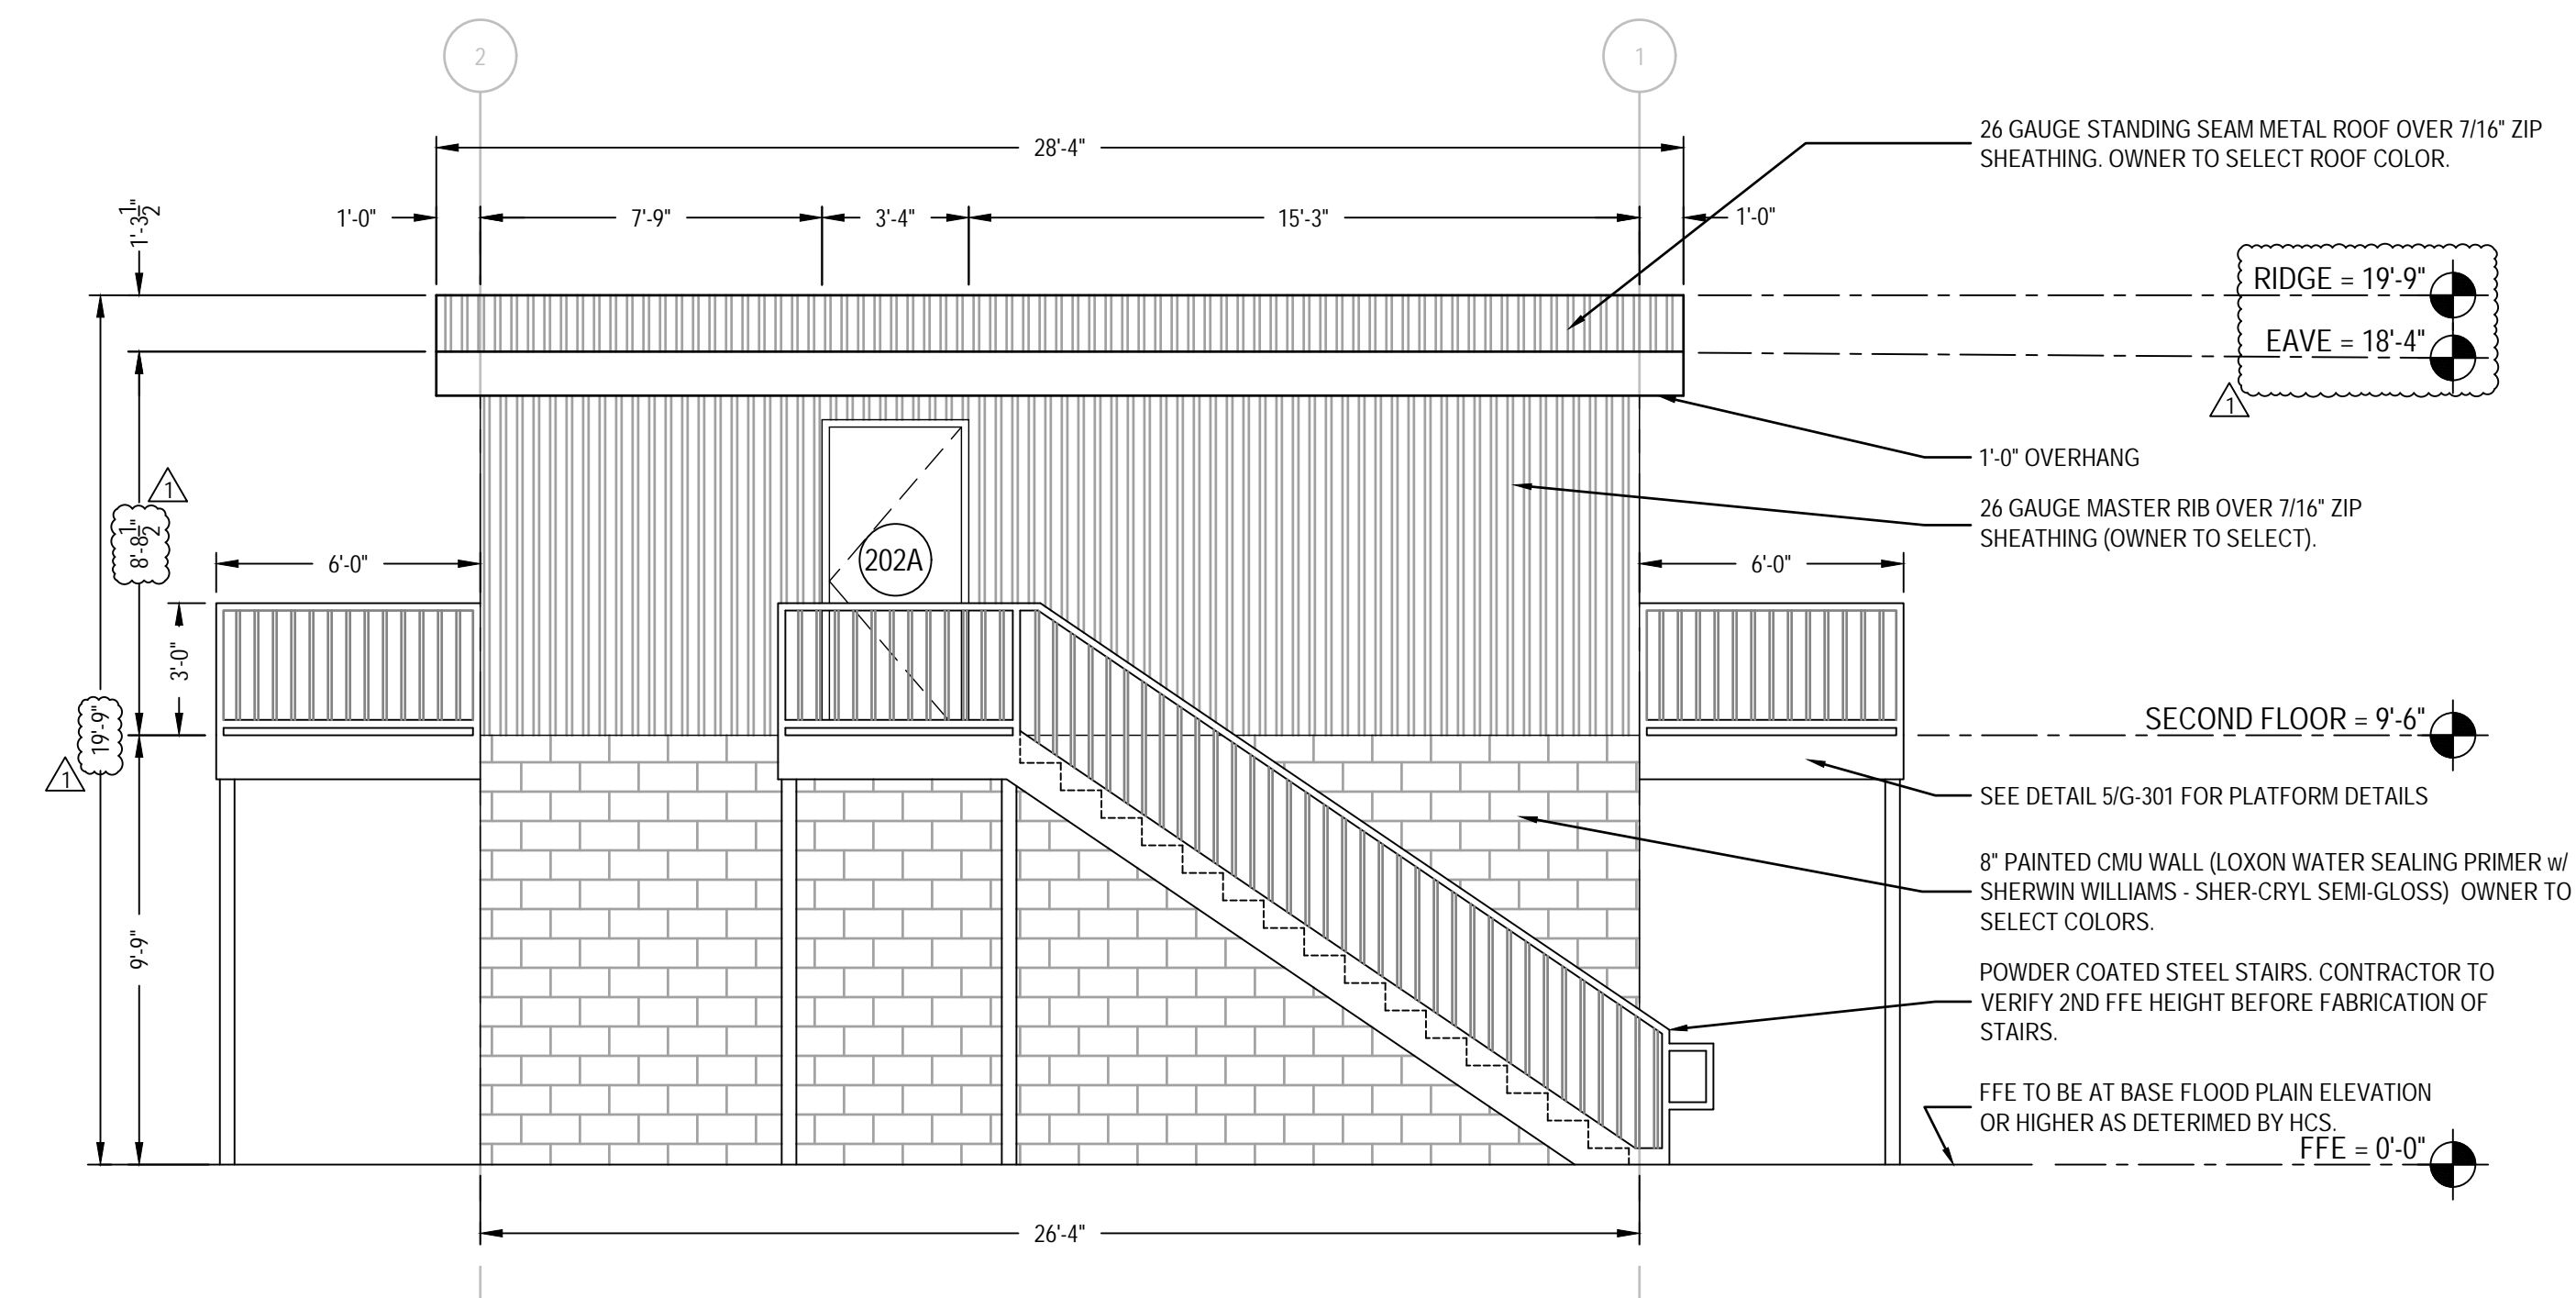 2
1
28'-4"
1'-0"
7'-9"
3'-4"
15'-3"
1'-0"
1'-3 1/2"
26 GAUGE STANDING SEAM METAL ROOF OVER 7/16" ZIP
SHEATHING. OWNER TO SELECT ROOF COLOR.
RIDGE = 19'-9"
EAVE = 18'-4"
1
1'-0" OVERHANG
26 GAUGE MASTER RIB OVER 7/16" ZIP
SHEATHING (OWNER TO SELECT).
1
8'-8 1/2"
202A
6'-0"
6'-0"
3'-0"
19'-9"
1
SECOND FLOOR = 9'-6"
SEE DETAIL 5/G-301 FOR PLATFORM DETAILS
8" PAINTED CMU WALL (LOXON WATER SEALING PRIMER w/
SHERWIN WILLIAMS - SHER-CRYL SEMI-GLOSS) OWNER TO
SELECT COLORS.
9'-9"
POWDER COATED STEEL STAIRS. CONTRACTOR TO
VERIFY 2ND FFE HEIGHT BEFORE FABRICATION OF
STAIRS.
FFE TO BE AT BASE FLOOD PLAIN ELEVATION
OR HIGHER AS DETERIMED BY HCS.
FFE = 0'-0"
26'-4"